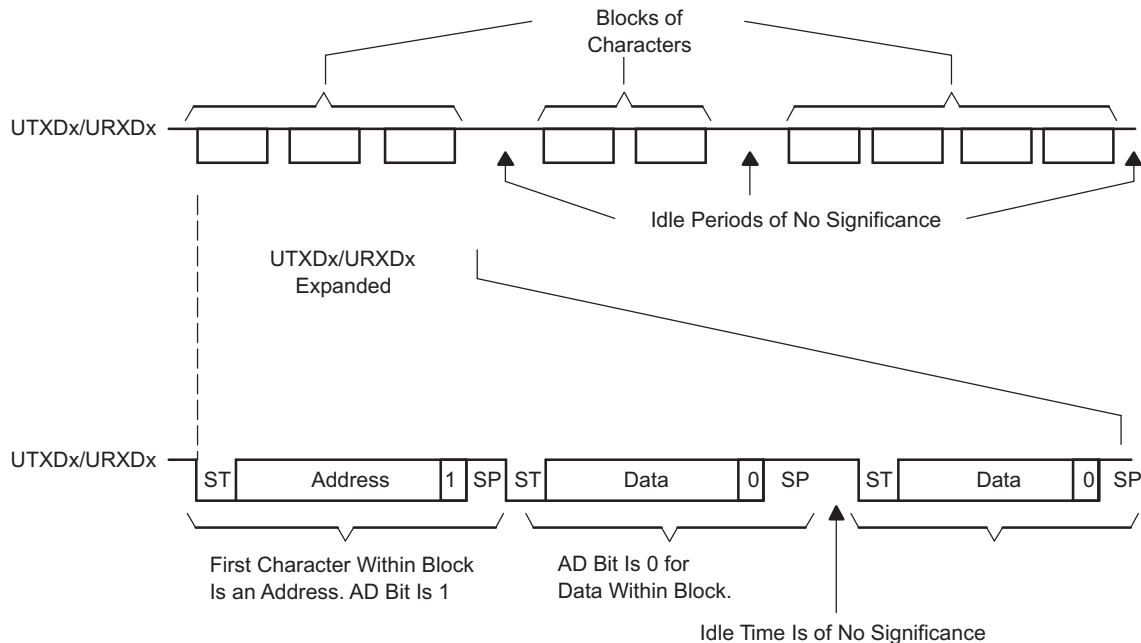 Blocks of
Characters
UTXDx/URXDx
Idle Periods of No Significance
UTXDx/URXDx
Expanded
UTXDx/URXDx
ST Address 1 SP ST Data 0 SP ST Data 0 SP
First Character Within Block
Is an Address. AD Bit Is 1
AD Bit Is 0 for
Data Within Block.
Idle Time Is of No Significance